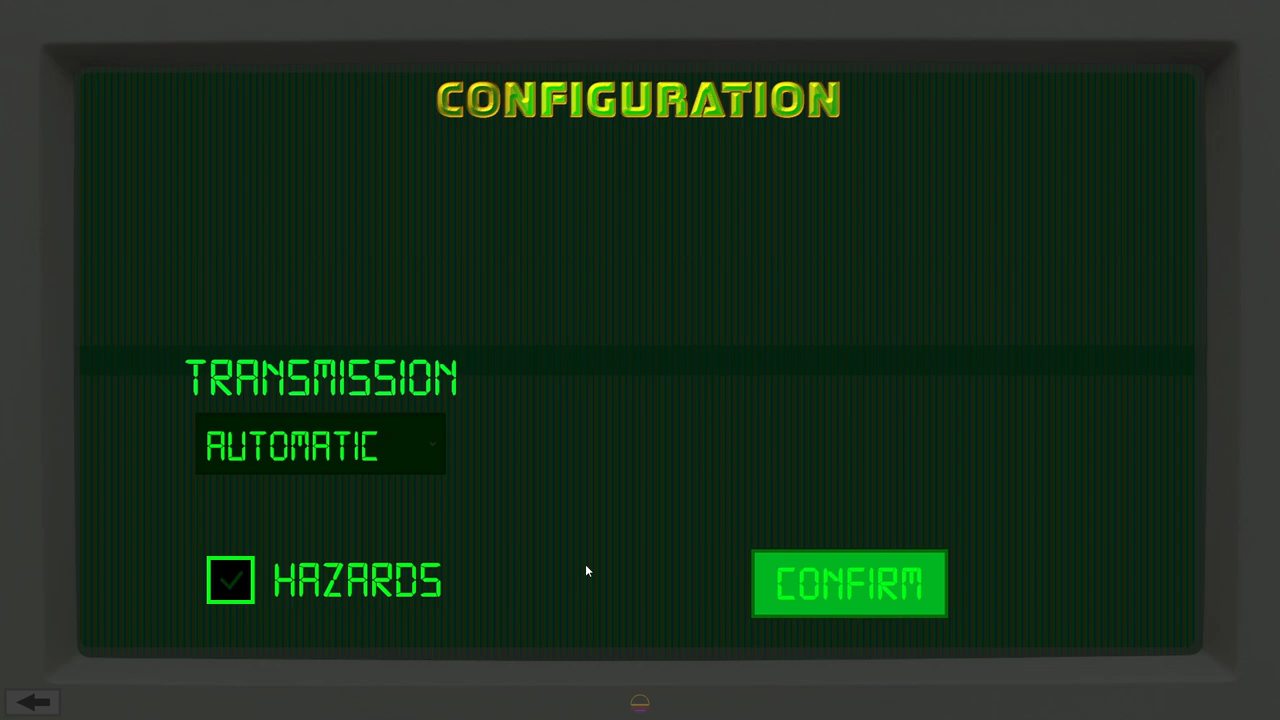 CONFIGURATION
TRANSMISSION
AUTOMATIC
HAZARDS
CONFIRM